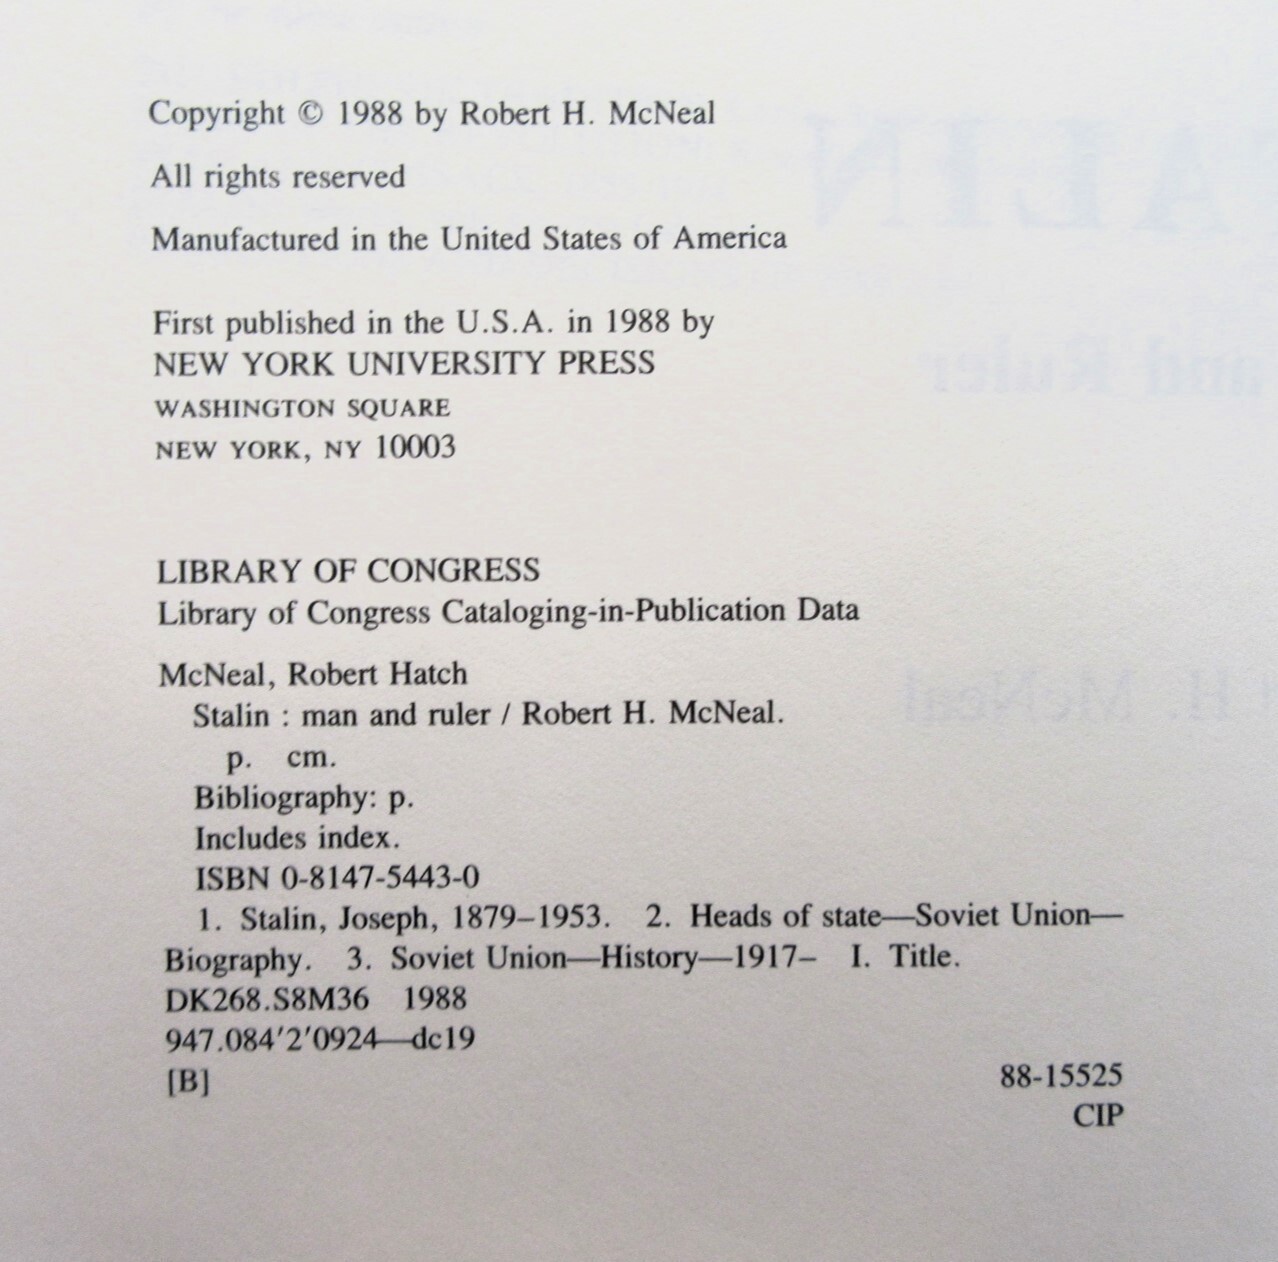 Copyright © 1988 by Robert H. McNeal
All rights reserved
Manufactured in the United States of America
First published in the U.S.A. in 1988 by
NEW YORK UNIVERSITY PRESS
WASHINGTON SQUARE
NEW YORK, NY 10003
LIBRARY OF CONGRESS
Library of Congress Cataloging-in-Publication Data
McNeal, Robert Hatch
Stalin : man and ruler / Robert H. McNeal.
p. cm.
Bibliography: p.
Includes index.
ISBN 0-8147-5443-0
1. Stalin, Joseph, 1879–1953. 2. Heads of state—Soviet Union—
Biography. 3. Soviet Union—History—1917– I. Title.
DK268.S8M36 1988
947.084′2′0924—dc19
[B] 88-15525
CIP